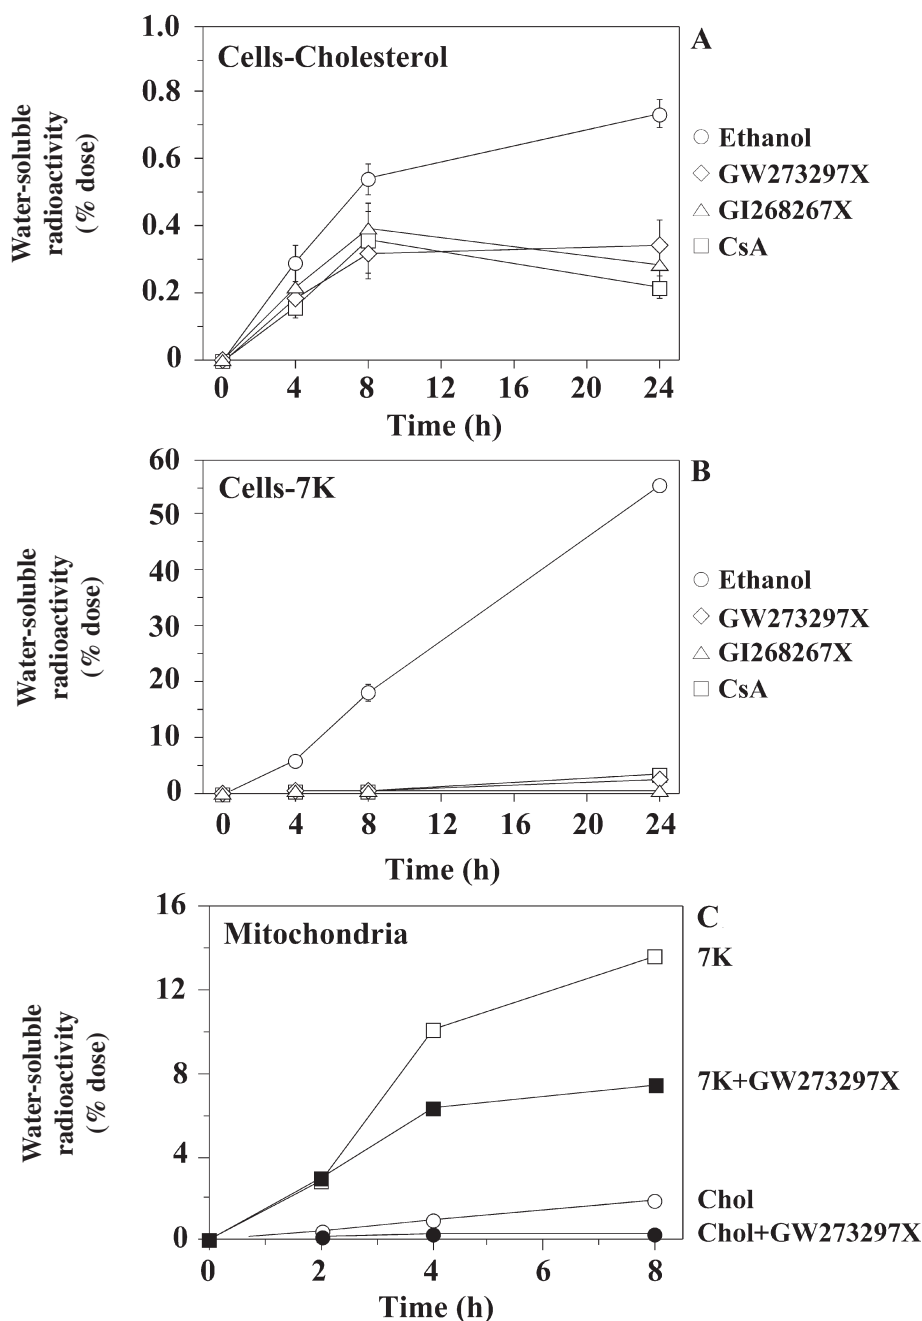 A
Cells-Cholesterol
Water-soluble
radioactivity
(% dose)
1.0
0.8
0.6
0.4
0.2
0
0 4 8 12 16 20 24
Time (h)
Ethanol
GW273297X
GI268267X
CsA
B
Cells-7K
Water-soluble
radioactivity
(% dose)
60
50
40
30
20
10
0
0 4 8 12 16 20 24
Time (h)
Ethanol
GW273297X
GI268267X
CsA
C
Mitochondria
Water-soluble
radioactivity
(% dose)
16
12
8
4
0
0 2 4 6 8
Time (h)
7K
7K+GW273297X
Chol
Chol+GW273297X